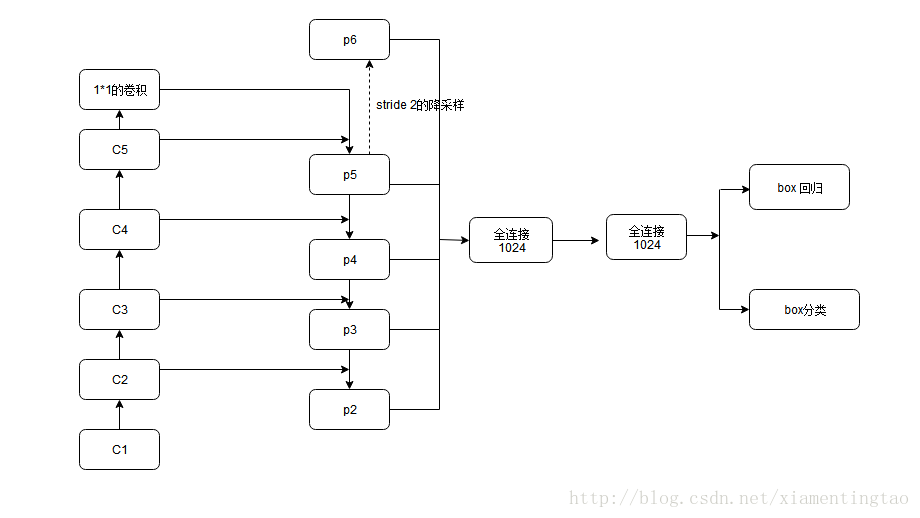 p6
1*1的卷积
stride 2的降采样
C5
p5
box 回归
C4
全连接
1024
全连接
1024
p4
C3
p3
box分类
C2
p2
C1
http://blog.csdn.net/xiamentingtao